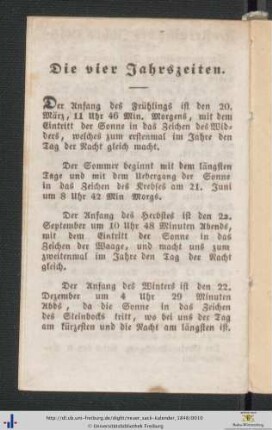 Die vier Jahrszeiten.
Der Anfang des Frühlings ist den 20.
März, 11 Uhr 46 Min. Morgens, mit dem
Eintritt der Sonne in das Zeichen des Wid-
ders, welches zum erstenmal im Jahre den
Tag der Nacht gleich macht.
Der Sommer beginnt mit dem längsten
Tage und mit dem Uebergang der Sonne
in das Zeichen des Krebses am 21. Juni
um 8 Uhr 42 Min Morgs.
Der Anfang des Herbstes ist den 22.
September um 10 Uhr 48 Minuten Abends,
mit dem Eintritt der Sonne in das
Zeichen der Waage, und macht uns zum
zweitenmal im Jahre den Tag der Nacht
gleich.
Der Anfang des Winters ist den 22.
Dezember um 4 Uhr 29 Minuten
Abds, da die Sonne in das Zeichen
des Steinbocks tritt, wo bei uns der Tag
am kürzesten und die Nacht am längsten ist.
http://dl.ub.uni-freiburg.de/diglit/neuer_sack-kalender_1848/0010
© Universitätsbibliothek Freiburg